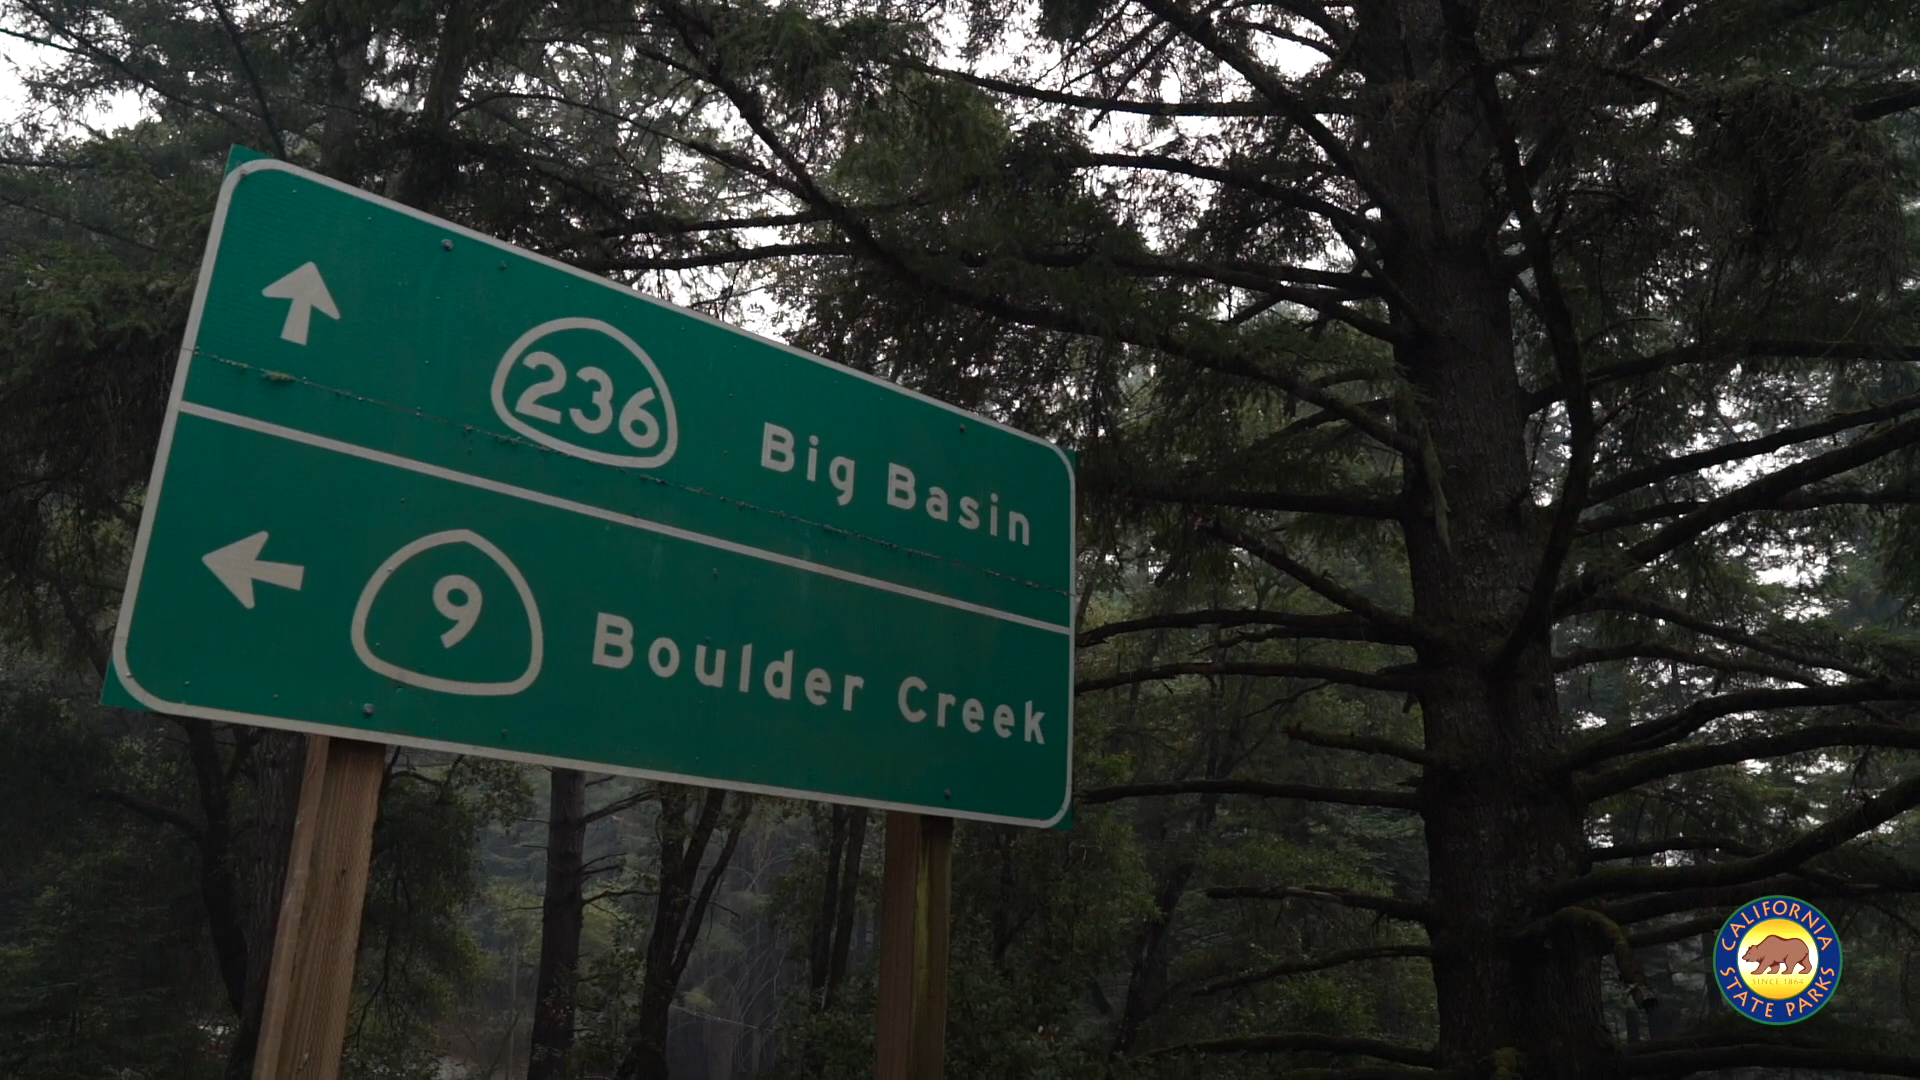 236 Big Basin
9 Boulder Creek
CALIFORNIA
SINCE 1864
STATE PARKS